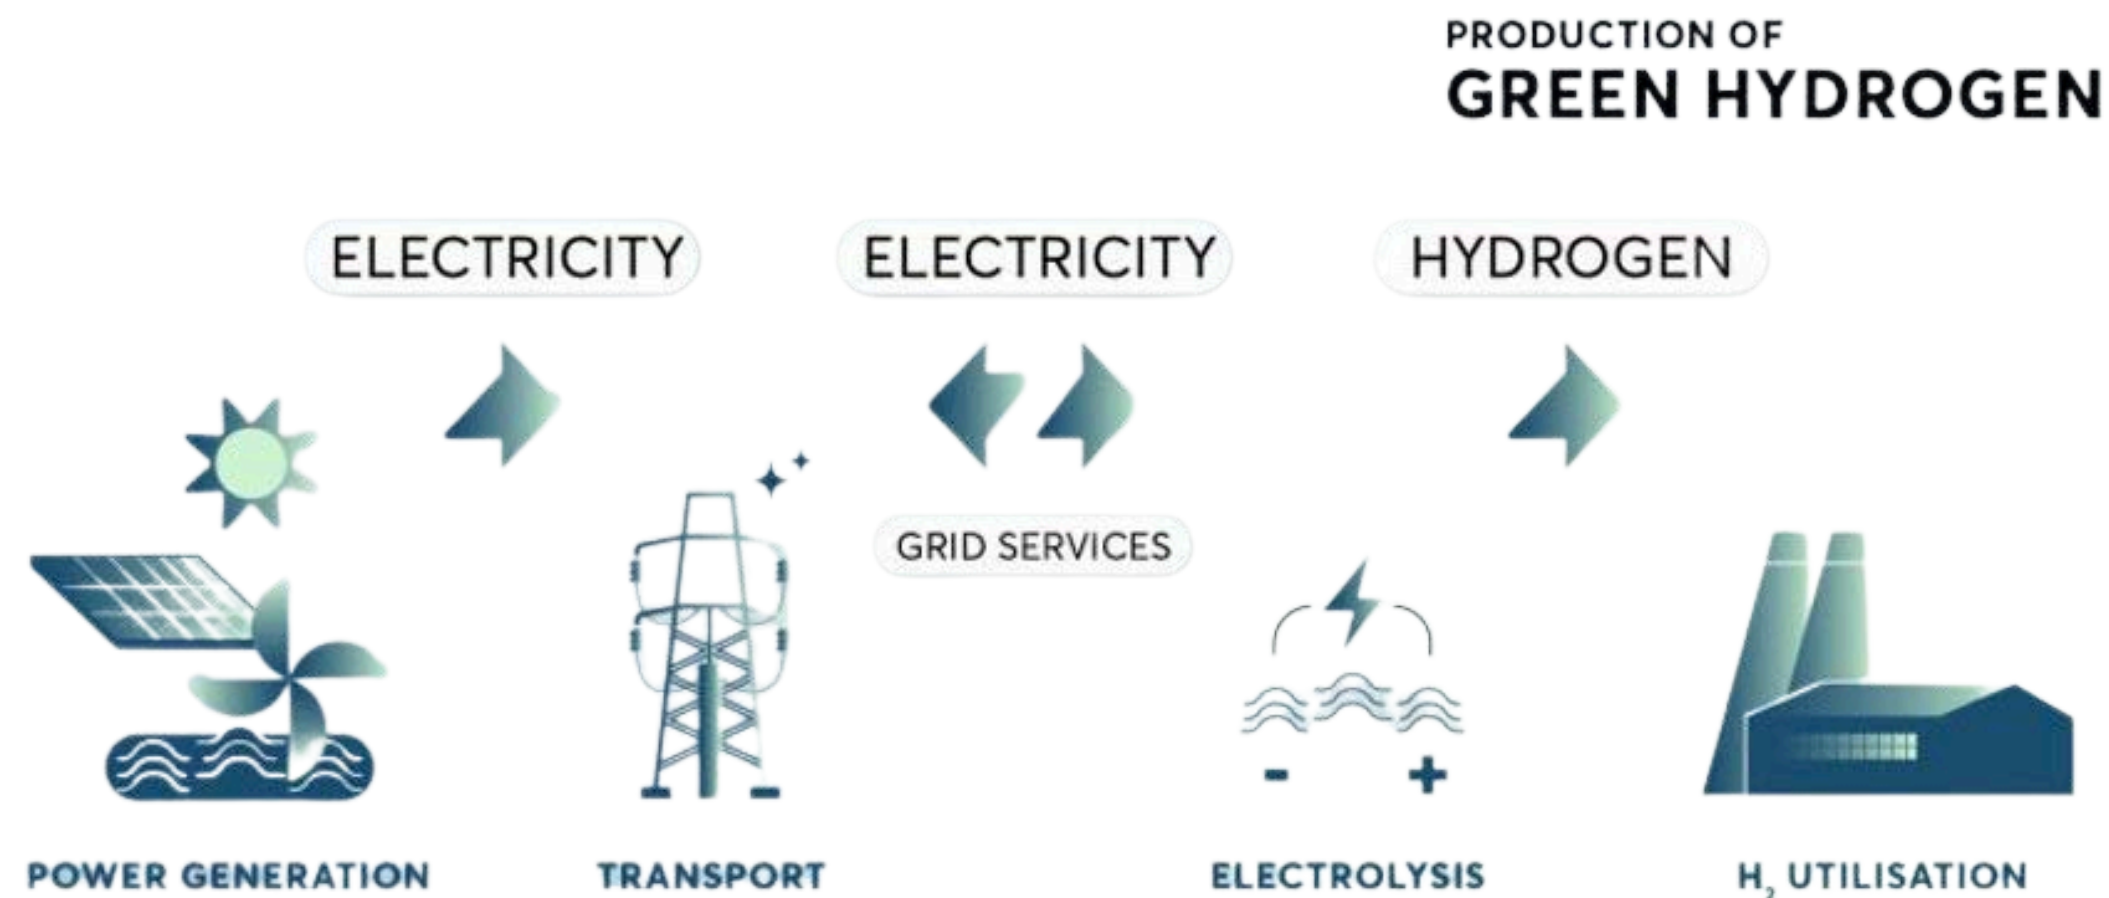 PRODUCTION OF
GREEN HYDROGEN
ELECTRICITY
ELECTRICITY
HYDROGEN
GRID SERVICES
- +
POWER GENERATION
TRANSPORT
ELECTROLYSIS
H₂ UTILISATION